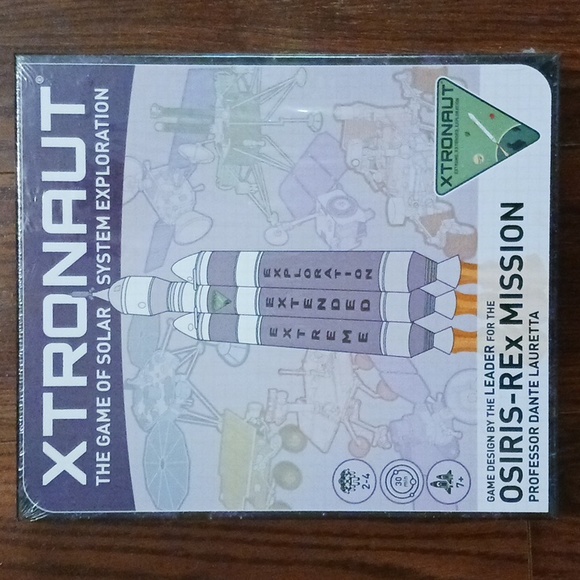 XTRONAUT®
THE GAME OF SOLAR SYSTEM EXPLORATION
XTRONAUT
EXPLORATION
EXTENDED
EXTREME
2-4
30
7+
GAME DESIGN BY THE LEADER FOR THE
OSIRIS-REx MISSION
PROFESSOR DANTE LAURETTA